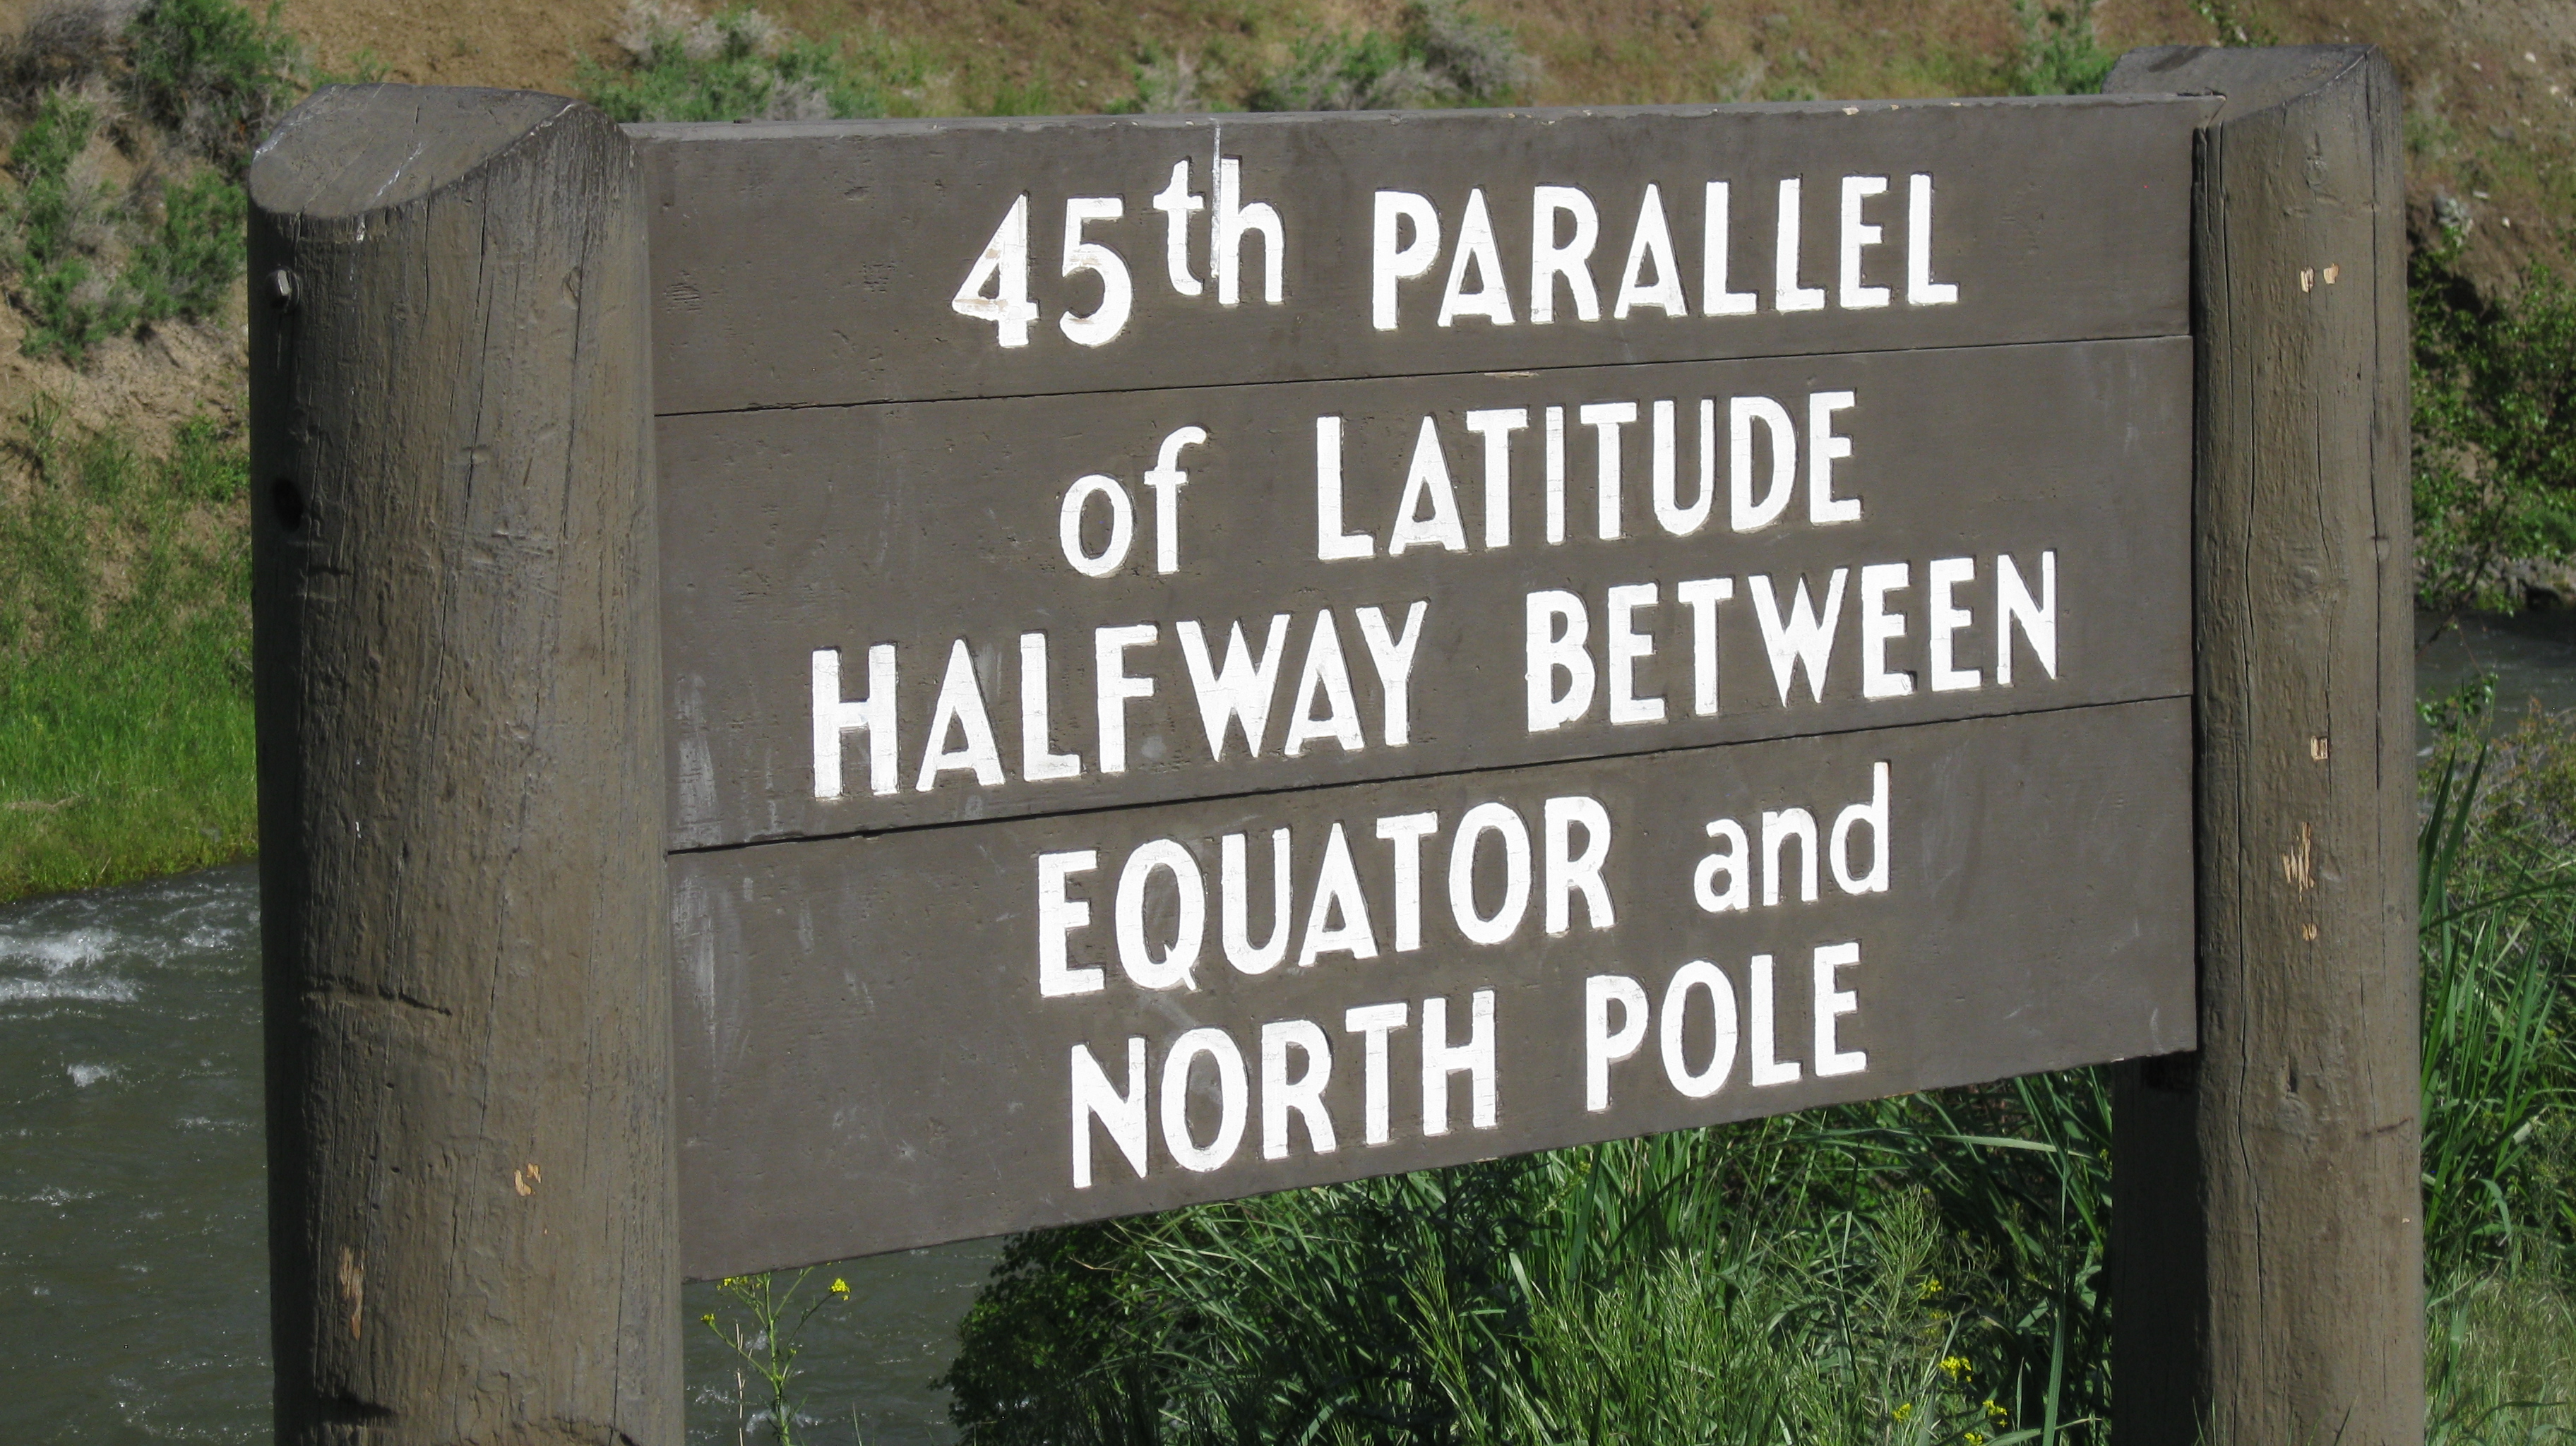 45th PARALLEL
of LATITUDE
HALFWAY BETWEEN
EQUATOR and
NORTH POLE